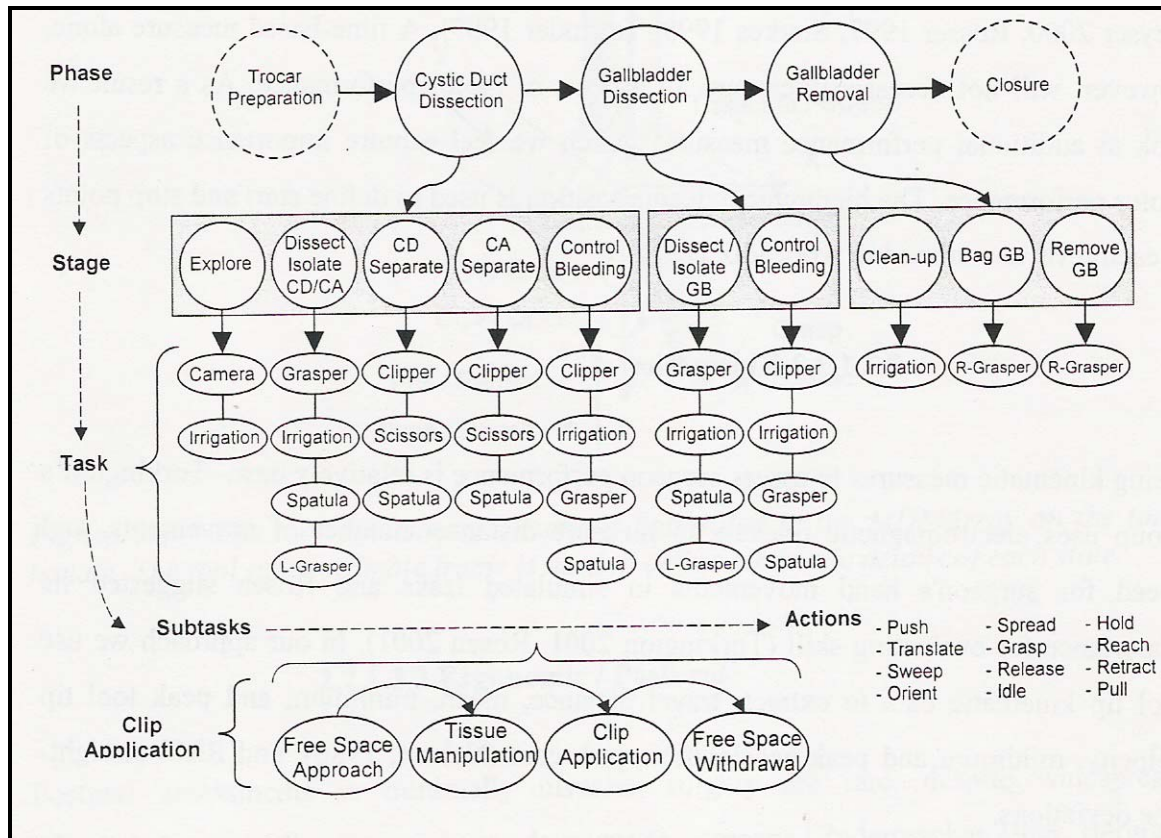 Phase
Trocar
Preparation
Cystic Duct
Dissection
Gallbladder
Dissection
Gallbladder
Removal
Closure
Stage
Explore
Dissect
Isolate
CD/CA
CD
Separate
CA
Separate
Control
Bleeding
Dissect /
Isolate
GB
Control
Bleeding
Clean-up
Bag GB
Remove
GB
Task
Camera
Grasper
Clipper
Clipper
Clipper
Grasper
Clipper
Irrigation
R-Grasper
R-Grasper
Irrigation
Irrigation
Scissors
Scissors
Irrigation
Irrigation
Irrigation
Spatula
Spatula
Spatula
Grasper
Spatula
Grasper
L-Grasper
Spatula
L-Grasper
Spatula
Subtasks
Actions
- Push
- Translate
- Sweep
- Orient
- Spread
- Grasp
- Release
- Idle
- Hold
- Reach
- Retract
- Pull
Clip
Application
Free Space
Approach
Tissue
Manipulation
Clip
Application
Free Space
Withdrawal